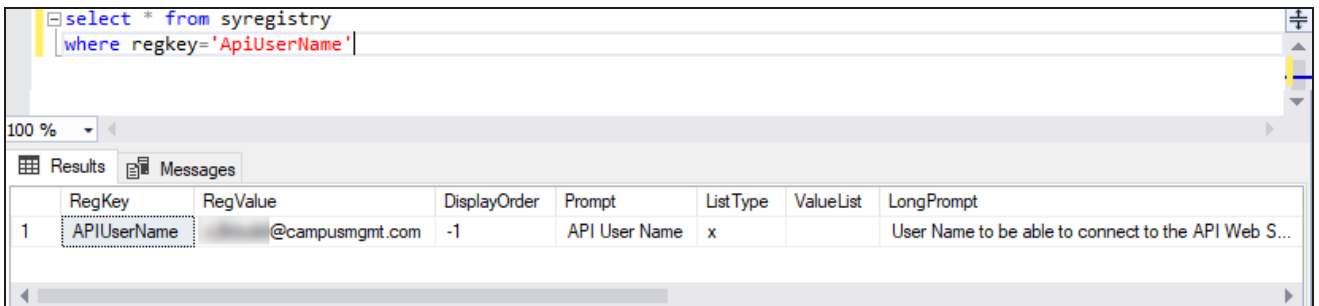 select * from syregistry
where regkey='ApiUserName'
100 %
Results Messages
RegKey RegValue DisplayOrder Prompt ListType ValueList LongPrompt
1 APIUserName @campusmgmt.com -1 API User Name x User Name to be able to connect to the API Web S...